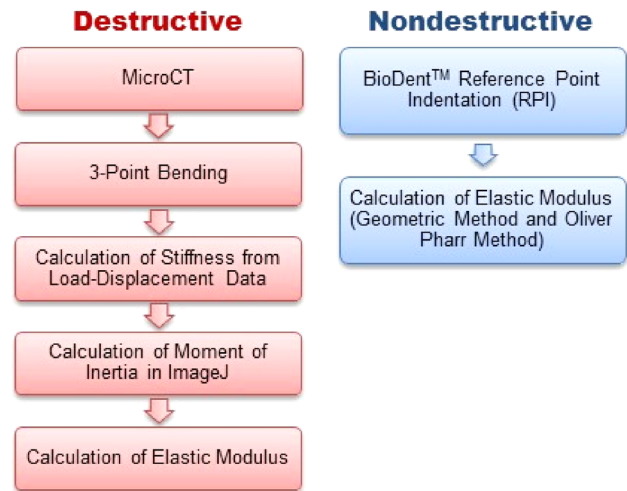 Destructive
MicroCT
3-Point Bending
Calculation of Stiffness from
Load-Displacement Data
Calculation of Moment of
Inertia in ImageJ
Calculation of Elastic Modulus
Nondestructive
BioDent™ Reference Point
Indentation (RPI)
Calculation of Elastic Modulus
(Geometric Method and Oliver
Pharr Method)